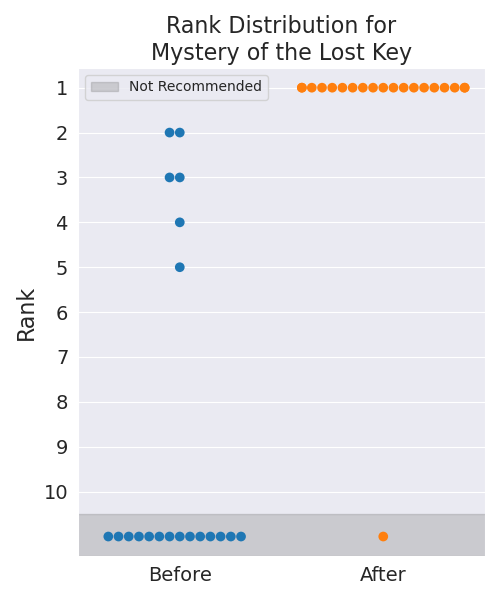 Rank Distribution for
Mystery of the Lost Key
Not Recommended
1
2
3
4
5
6
7
8
9
10
Rank
Before After